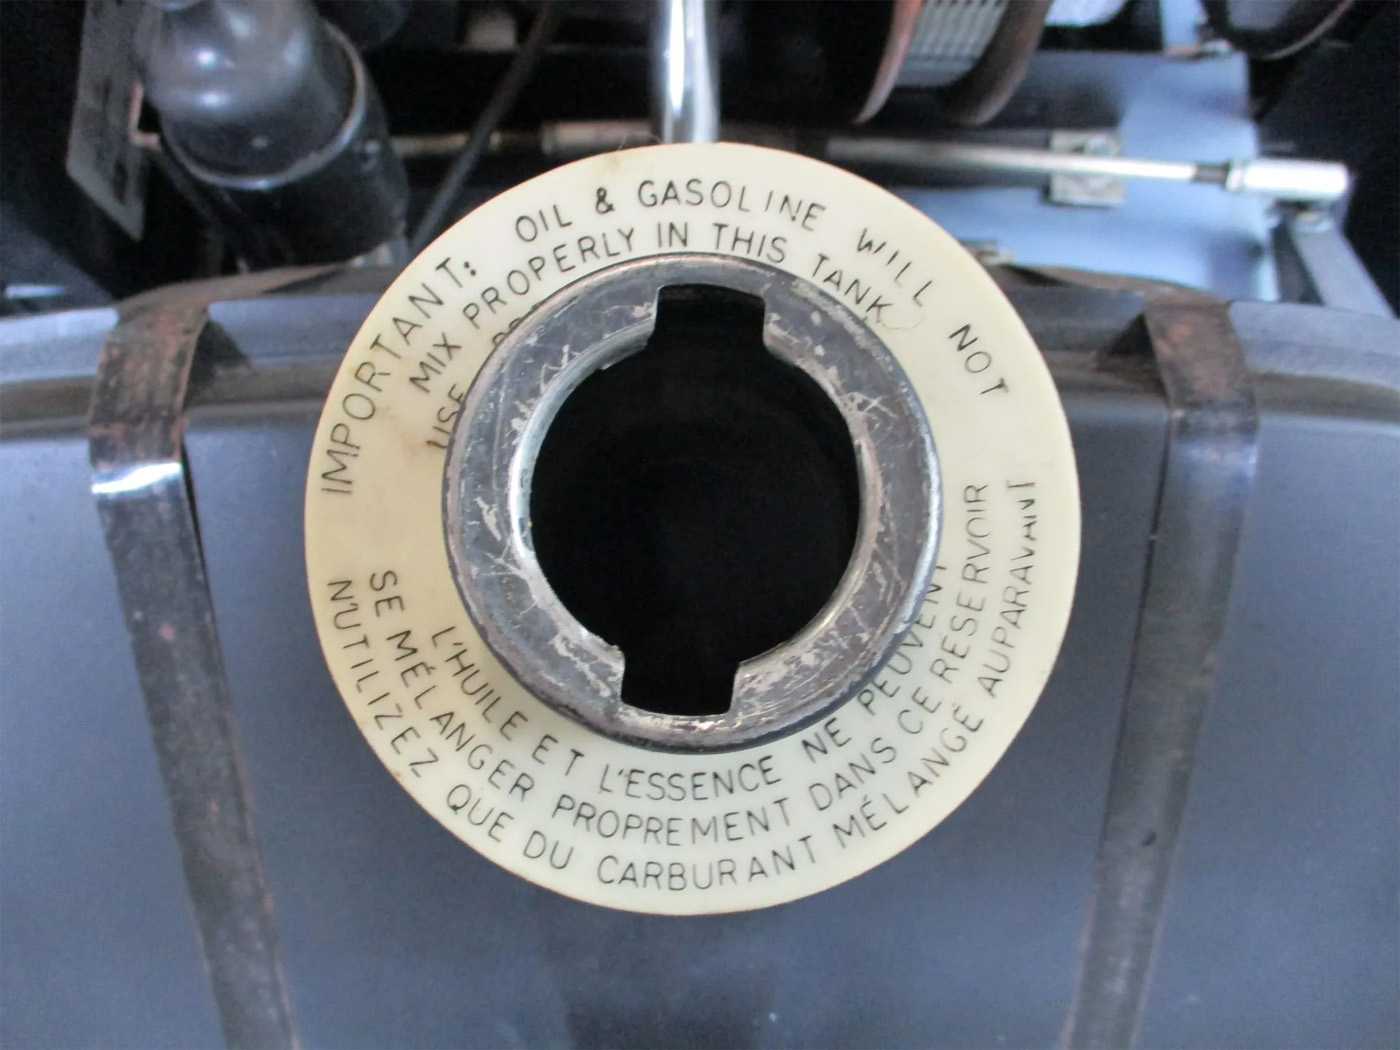 IMPORTANT: OIL & GASOLINE WILL NOT
MIX PROPERLY IN THIS TANK
USE
L'HUILE ET L'ESSENCE NE PEUVENT
SE MÉLANGER PROPREMENT DANS CE RESERVOIR
N'UTILIZEZ QUE DU CARBURANT MÉLANGÉ AUPARAVANT